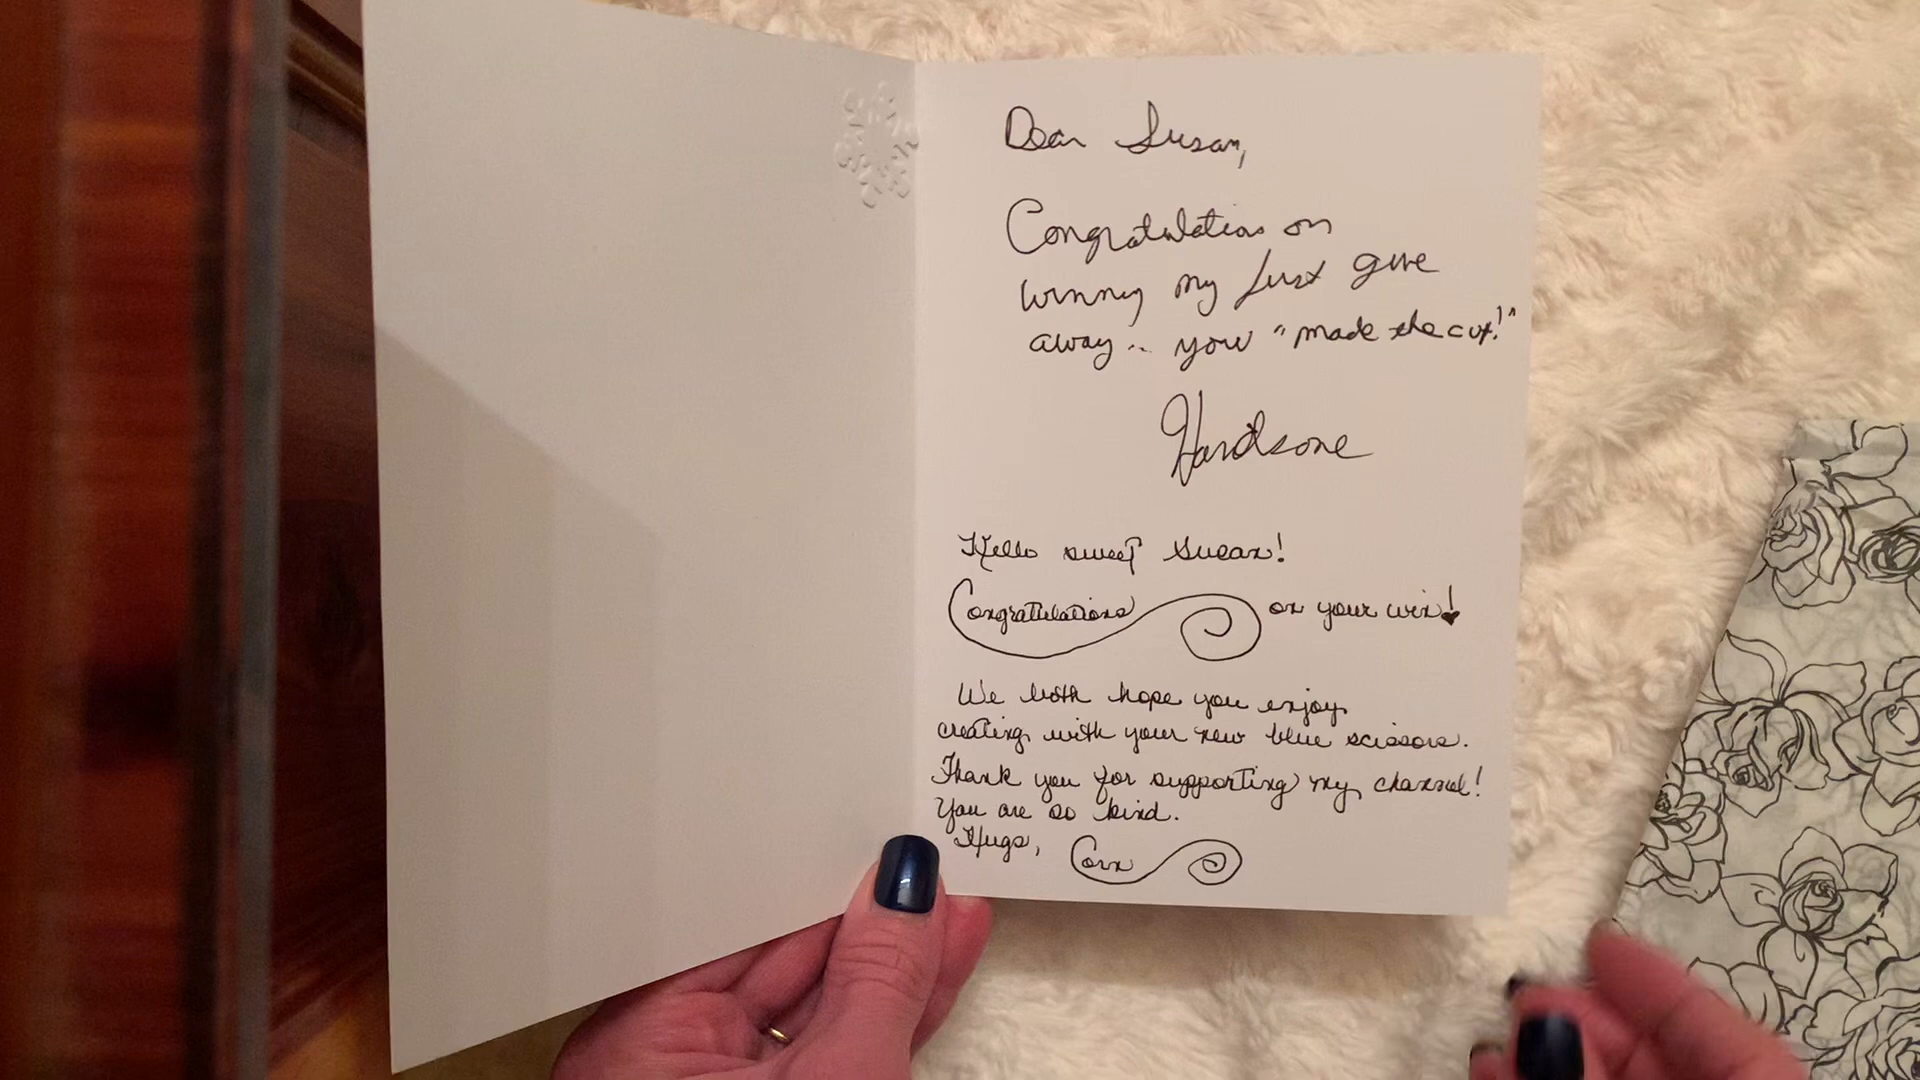 Dear Susan,
Congratulations on
winning my first give
away.. you "made the cut!"
Handsome
Hello sweet Susan!
Congratulations on your win!
We both hope you enjoy
creating with your new blue scissors.
Thank you for supporting my channel!
You are so kind.
Hugs,